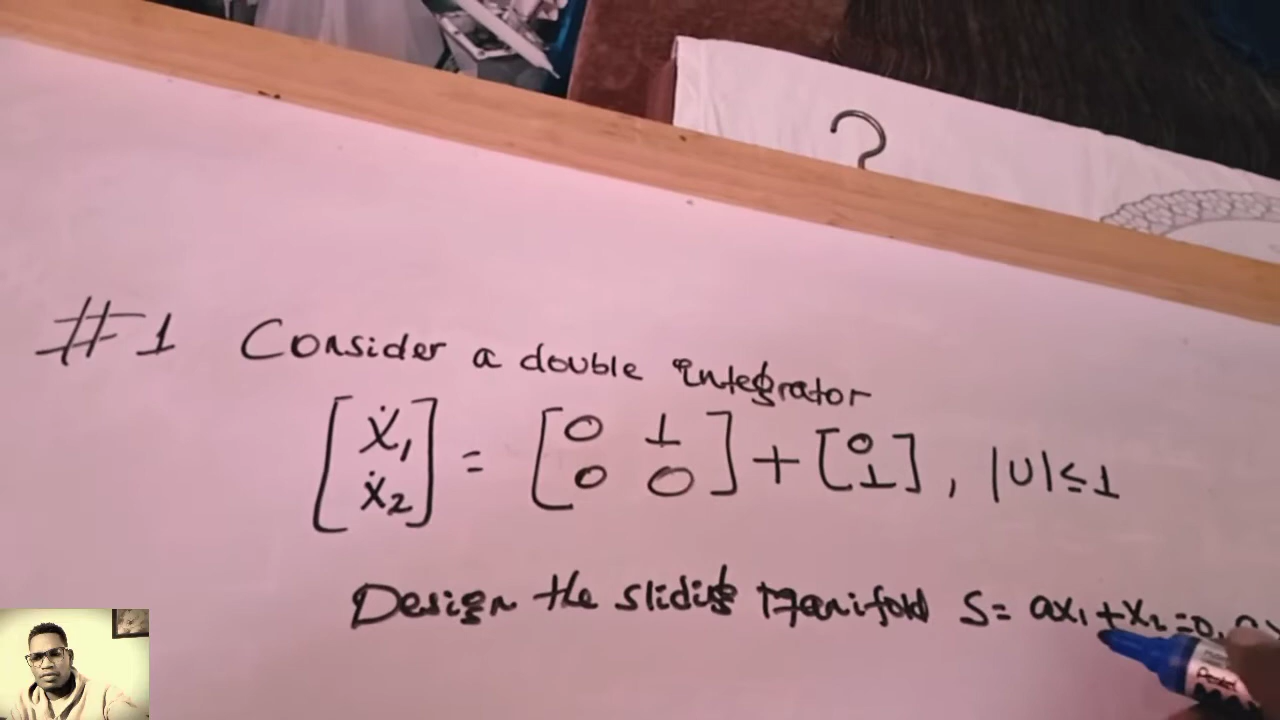 #1 Consider a double integrator
[ẋ₁ ẋ₂] = [0 1 0 0] + [0 1], |U| ≤ 1
Design the sliding Manifold S = ax₁ + x₂ = 0, a>